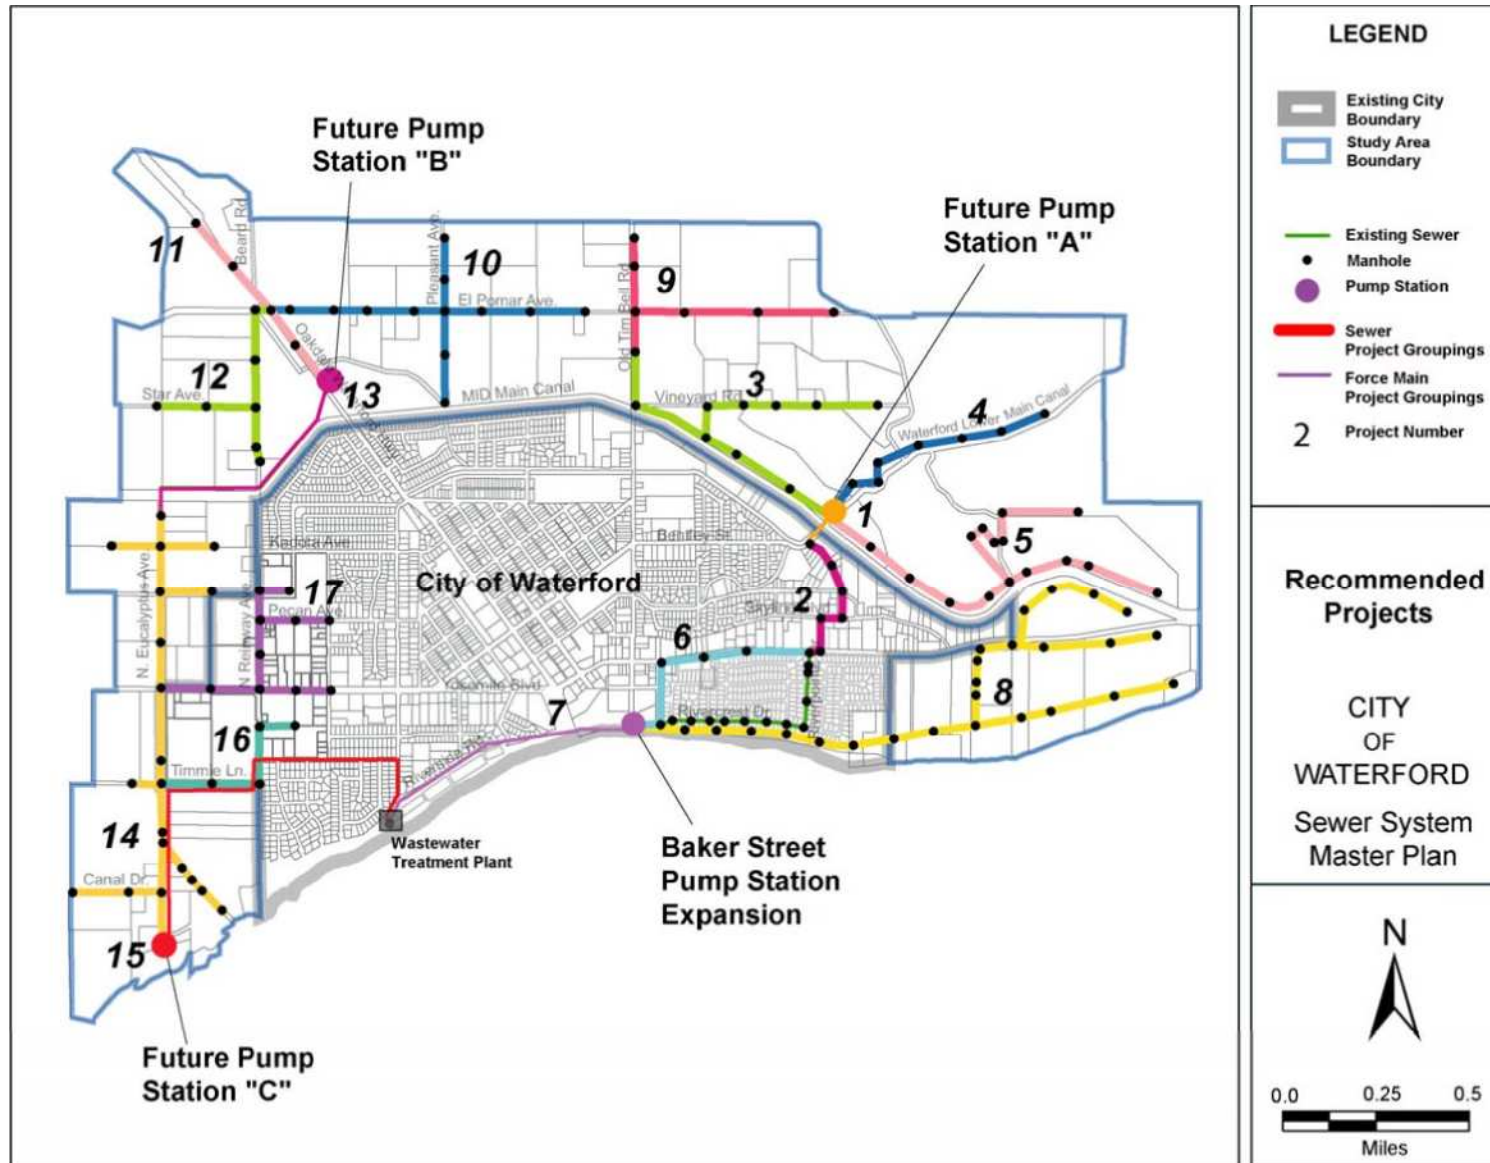 Future Pump
Station "B"
Future Pump
Station "A"
11
Beard Rd.
Pleasant Ave.
10
El Pomar Ave.
Old Tim Bell Rd
9
12
Star Ave.
13
MID Main Canal
Vineyard Rd.
3
4
Waterford Lower Main Canal
1
5
Kadota Ave.
Bentley St.
N. Eucalyptus Ave.
N Reinway Ave.
17
Pecan Ave.
City of Waterford
2
6
Yosemite Blvd
8
7
Rivercrest Dr.
16
Timmie Ln.
14
Canal Dr.
15
Wastewater
Treatment Plant
Baker Street
Pump Station
Expansion
Future Pump
Station "C"
LEGEND
Existing City
Boundary
Study Area
Boundary
Existing Sewer
Manhole
Pump Station
Sewer
Project Groupings
Force Main
Project Groupings
2
Project Number
Recommended
Projects
CITY
OF
WATERFORD
Sewer System
Master Plan
N
0.0
0.25
0.5
Miles